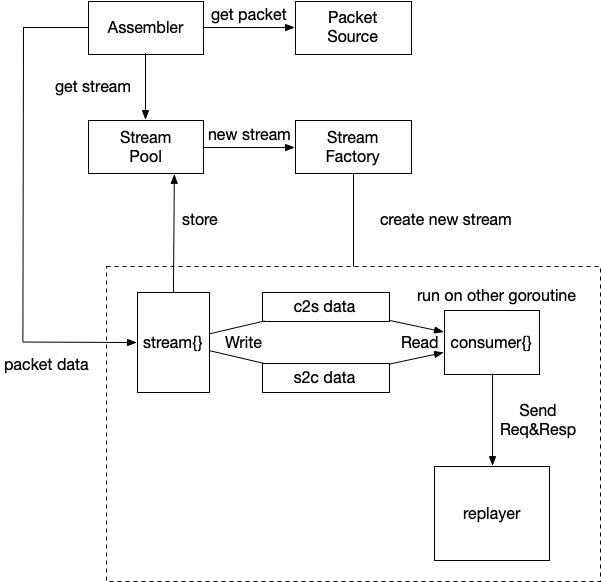 Assembler
get packet
Packet
Source
get stream
Stream
Pool
new stream
Stream
Factory
store
create new stream
run on other goroutine
c2s data
stream{}
Write
Read
consumer{}
packet data
s2c data
Send
Req&Resp
replayer